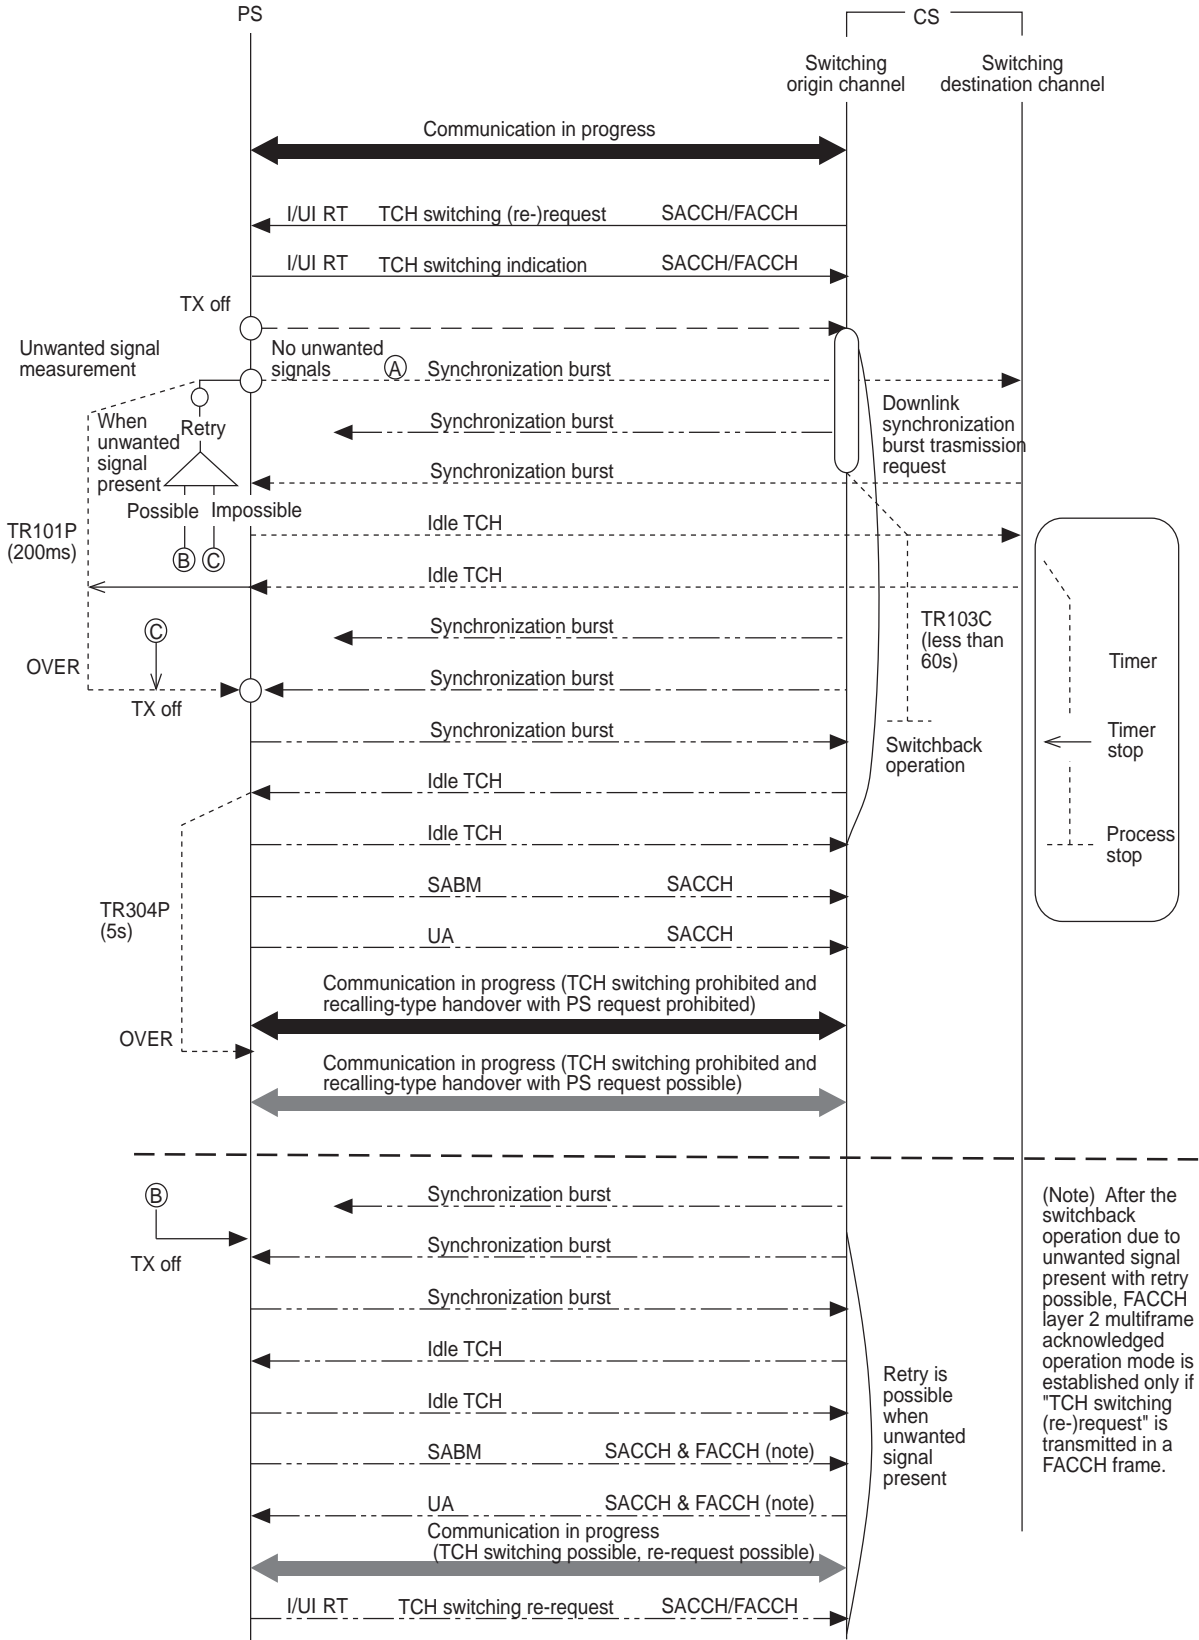 PS
CS
Switching
origin channel
Switching
destination channel
Communication in progress
I/UI RT TCH switching (re-)request SACCH/FACCH
I/UI RT TCH switching indication SACCH/FACCH
TX off
Unwanted signal
measurement
No unwanted
signals
A
Synchronization burst
When
unwanted
signal
present
Retry
Possible Impossible
B C
Synchronization burst
Downlink
synchronization
burst trasmission
request
Synchronization burst
TR101P
(200ms)
Idle TCH
Idle TCH
C
Synchronization burst
TR103C
(less than
60s)
OVER
TX off
Synchronization burst
Synchronization burst
Switchback
operation
Timer
Timer
stop
Process
stop
Idle TCH
Idle TCH
TR304P
(5s)
SABM SACCH
UA SACCH
Communication in progress (TCH switching prohibited and
recalling-type handover with PS request prohibited)
OVER
Communication in progress (TCH switching prohibited and
recalling-type handover with PS request possible)
B
TX off
Synchronization burst
Synchronization burst
Synchronization burst
Idle TCH
Idle TCH
SABM SACCH & FACCH (note)
UA SACCH & FACCH (note)
Communication in progress
(TCH switching possible, re-request possible)
I/UI RT TCH switching re-request SACCH/FACCH
Retry is
possible
when
unwanted
signal
present
(Note) After the
switchback
operation due to
unwanted signal
present with retry
possible, FACCH
layer 2 multiframe
acknowledged
operation mode is
established only if
"TCH switching
(re-)request" is
transmitted in a
FACCH frame.